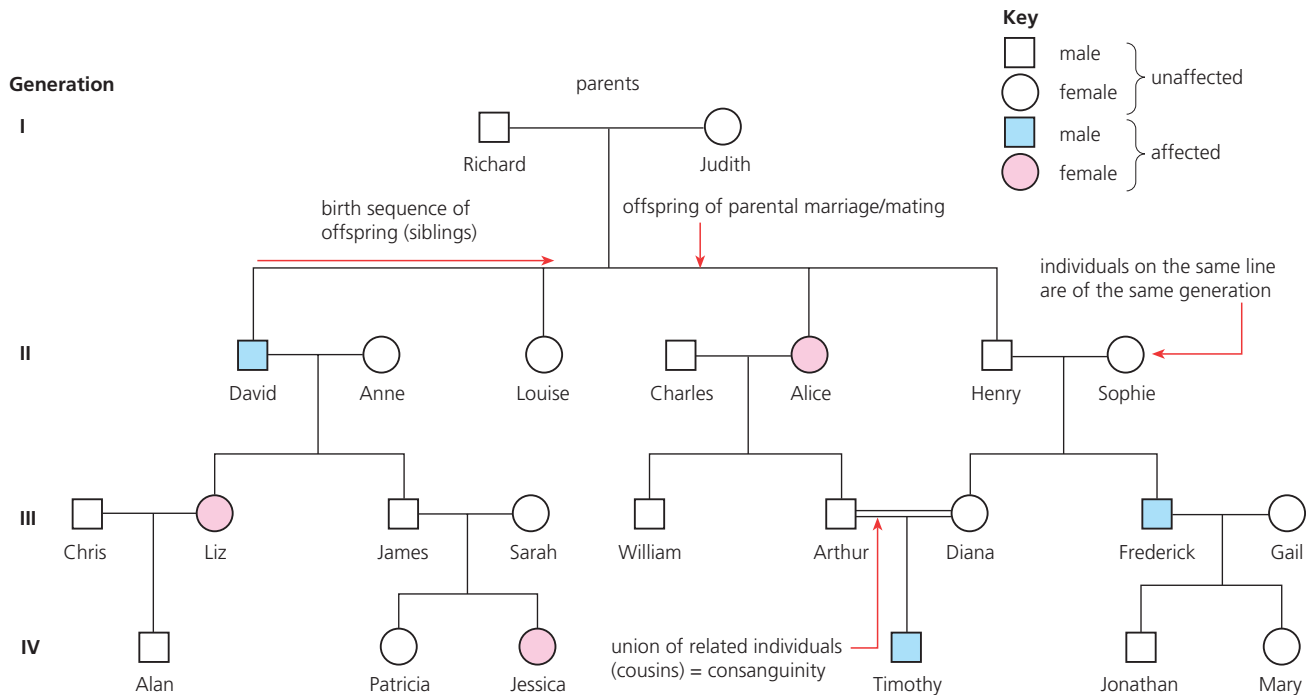 Key
male
female
unaffected
male
female
affected
Generation
parents
I
Richard
Judith
birth sequence of
offspring (siblings)
offspring of parental marriage/mating
individuals on the same line
are of the same generation
II
David
Anne
Louise
Charles
Alice
Henry
Sophie
III
Chris
Liz
James
Sarah
William
Arthur
Diana
Frederick
Gail
IV
union of related individuals
(cousins) = consanguinity
Alan
Patricia
Jessica
Timothy
Jonathan
Mary